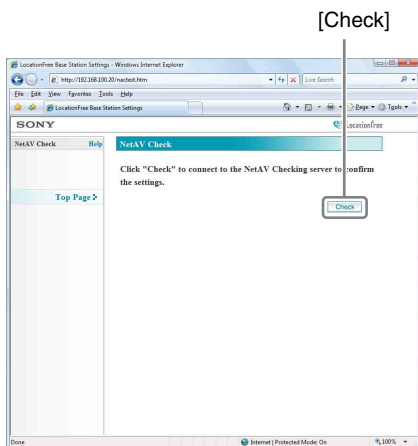 [Check]
LocationFree Base Station Settings - Windows Internet Explorer
http://192.168.100.20/nactest.htm
Live Search
File Edit View Favorites Tools Help
LocationFree Base Station Settings
Page Tools
SONY
LocationFree
NetAV Check Help
NetAV Check
Click "Check" to connect to the NetAV Checking server to confirm
the settings.
Top Page
Check
Done
Internet | Protected Mode: On
100%